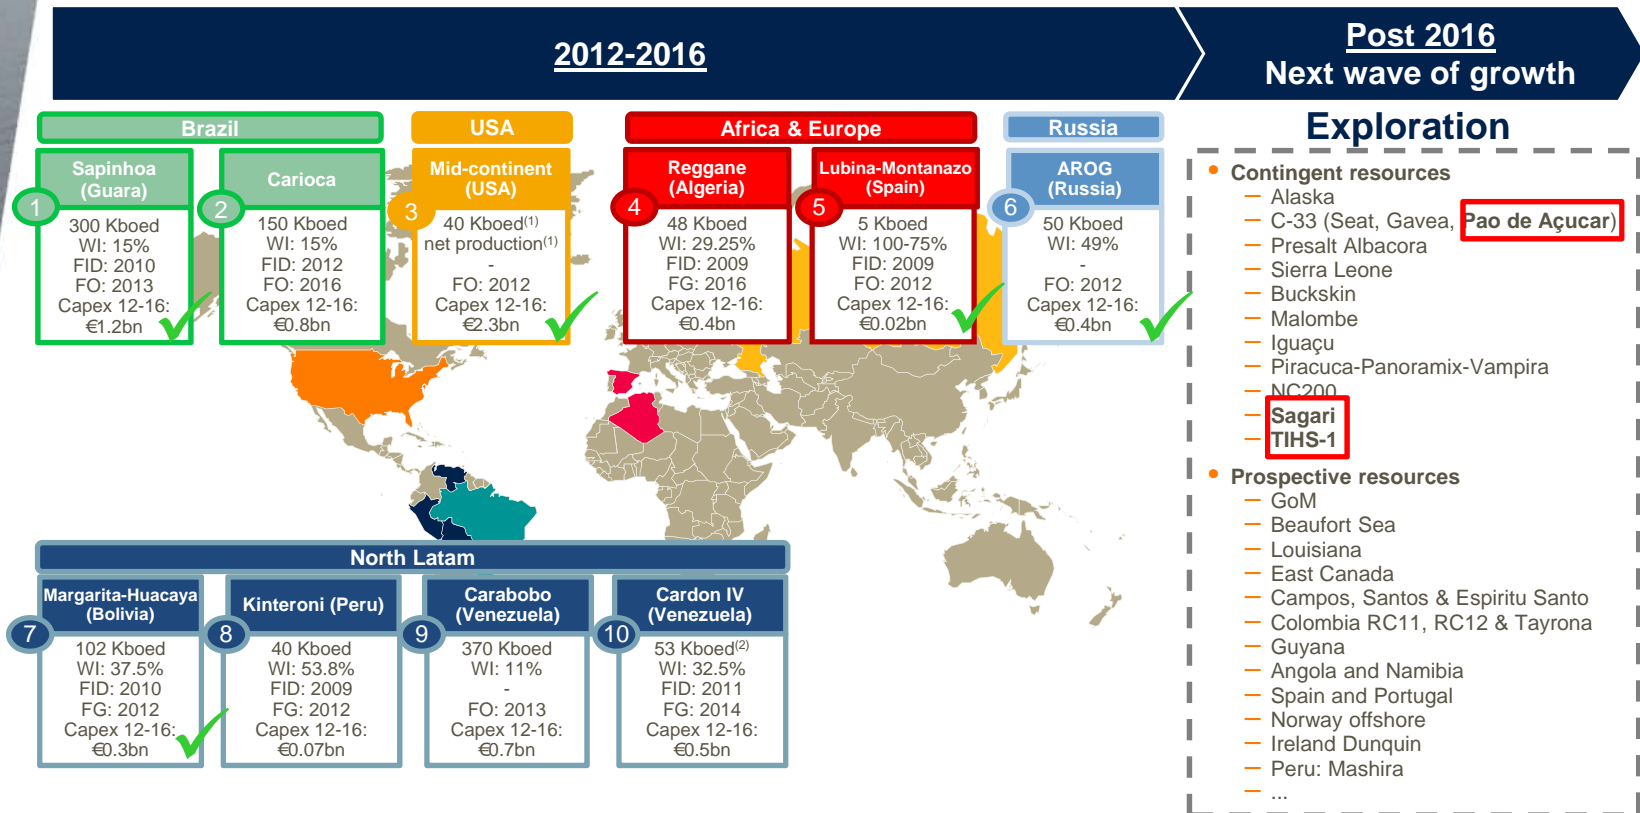 2012-2016
Post 2016
Next wave of growth
Brazil
USA
Africa & Europe
Russia
Sapinhoa
(Guara)
1
300 Kboed
WI: 15%
FID: 2010
FO: 2013
Capex 12-16:
€1.2bn
Carioca
2
150 Kboed
WI: 15%
FID: 2012
FO: 2016
Capex 12-16:
€0.8bn
Mid-continent
(USA)
3
40 Kboed(1)
net production(1)
-
FO: 2012
Capex 12-16:
€2.3bn
Reggane
(Algeria)
4
48 Kboed
WI: 29.25%
FID: 2009
FG: 2016
Capex 12-16:
€0.4bn
Lubina-Montanazo
(Spain)
5
5 Kboed
WI: 100-75%
FID: 2009
FO: 2012
Capex 12-16:
€0.02bn
AROG
(Russia)
6
50 Kboed
WI: 49%
-
FO: 2012
Capex 12-16:
€0.4bn
North Latam
Margarita-Huacaya
(Bolivia)
7
102 Kboed
WI: 37.5%
FID: 2010
FG: 2012
Capex 12-16:
€0.3bn
Kinteroni (Peru)
8
40 Kboed
WI: 53.8%
FID: 2009
FG: 2012
Capex 12-16:
€0.07bn
Carabobo
(Venezuela)
9
370 Kboed
WI: 11%
-
FO: 2013
Capex 12-16:
€0.7bn
Cardon IV
(Venezuela)
10
53 Kboed(2)
WI: 32.5%
FID: 2011
FG: 2014
Capex 12-16:
€0.5bn
Exploration
• Contingent resources
– Alaska
– C-33 (Seat, Gavea, Pao de Açucar)
– Presalt Albacora
– Sierra Leone
– Buckskin
– Malombe
– Iguaçu
– Piracuca-Panoramix-Vampira
– NC200
– Sagari
– TIHS-1
• Prospective resources
– GoM
– Beaufort Sea
– Louisiana
– East Canada
– Campos, Santos & Espiritu Santo
– Colombia RC11, RC12 & Tayrona
– Guyana
– Angola and Namibia
– Spain and Portugal
– Norway offshore
– Ireland Dunquin
– Peru: Mashira
– ...